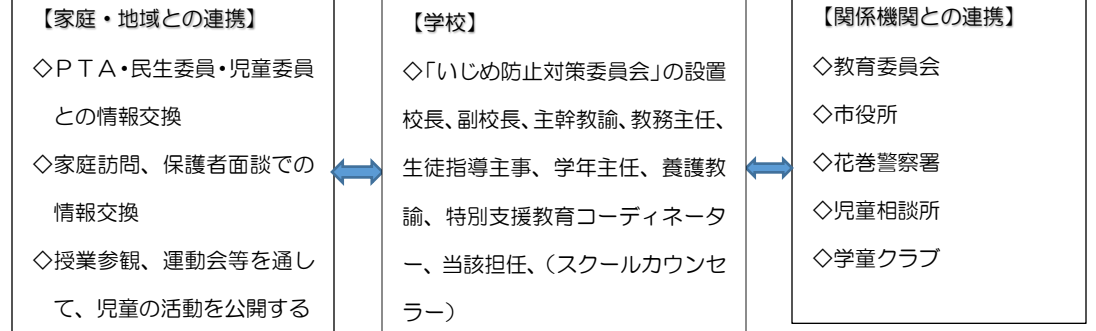 【家庭・地域との連携】
◇ＰＴＡ・民生委員・児童委員
との情報交換
◇家庭訪問、保護者面談での
情報交換
◇授業参観、運動会等を通し
て、児童の活動を公開する
【学校】
◇「いじめ防止対策委員会」の設置
校長、副校長、主幹教諭、教務主任、
生徒指導主事、学年主任、養護教
諭、特別支援教育コーディネータ
ー、当該担任、（スクールカウンセ
ラー）
【関係機関との連携】
◇教育委員会
◇市役所
◇花巻警察署
◇児童相談所
◇学童クラブ